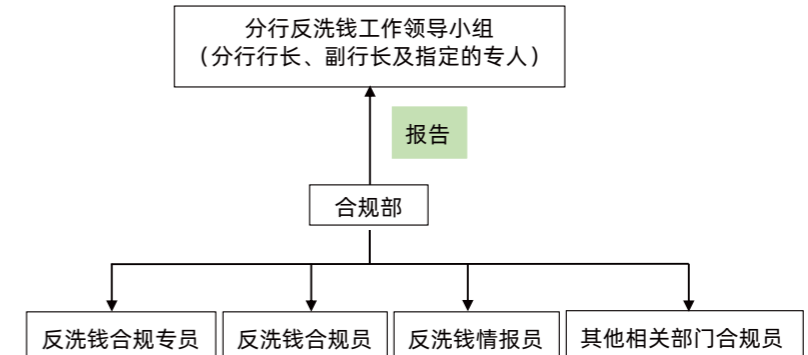 分行反洗钱工作领导小组
（分行行长、副行长及指定的专人）
报告
合规部
反洗钱合规专员
反洗钱合规员
反洗钱情报员
其他相关部门合规员